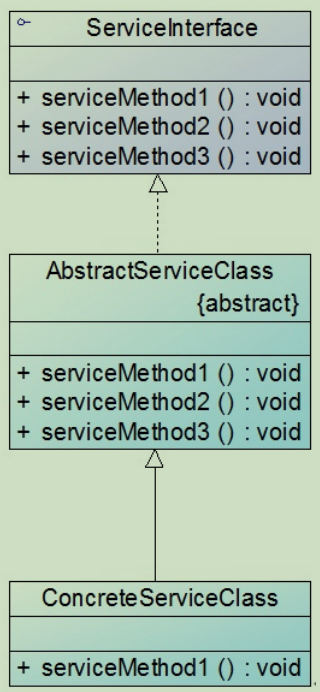 ServiceInterface
+ serviceMethod1 () : void
+ serviceMethod2 () : void
+ serviceMethod3 () : void
AbstractServiceClass
{abstract}
+ serviceMethod1 () : void
+ serviceMethod2 () : void
+ serviceMethod3 () : void
ConcreteServiceClass
+ serviceMethod1 () : void